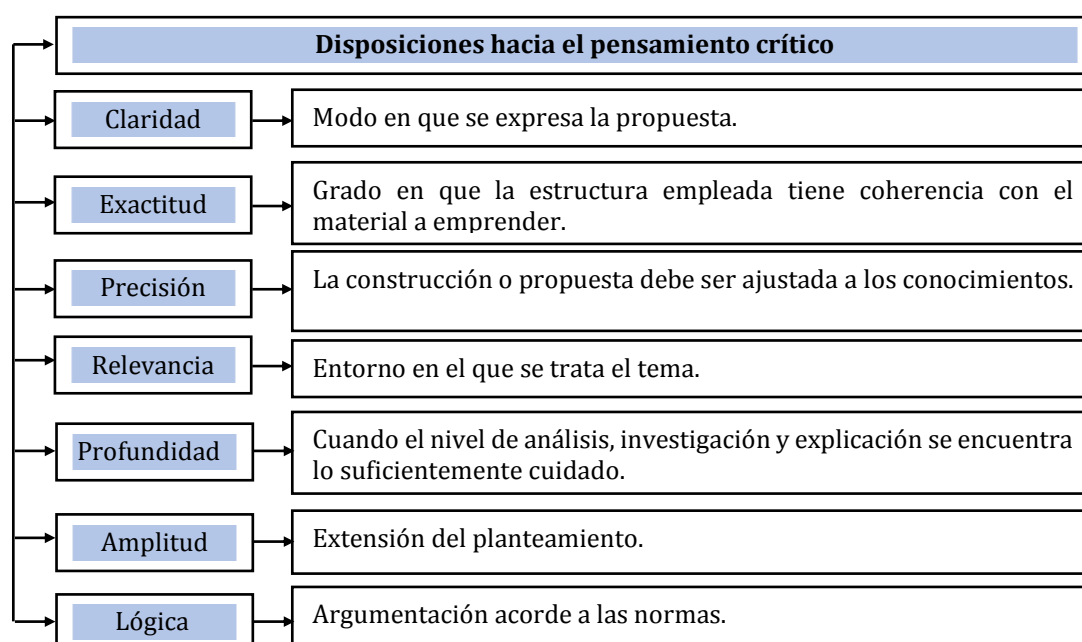 Disposiciones hacia el pensamiento crítico
Claridad
Modo en que se expresa la propuesta.
Exactitud
Grado en que la estructura empleada tiene coherencia con el
material a emprender.
Precisión
La construcción o propuesta debe ser ajustada a los conocimientos.
Relevancia
Entorno en el que se trata el tema.
Profundidad
Cuando el nivel de análisis, investigación y explicación se encuentra
lo suficientemente cuidado.
Amplitud
Extensión del planteamiento.
Lógica
Argumentación acorde a las normas.